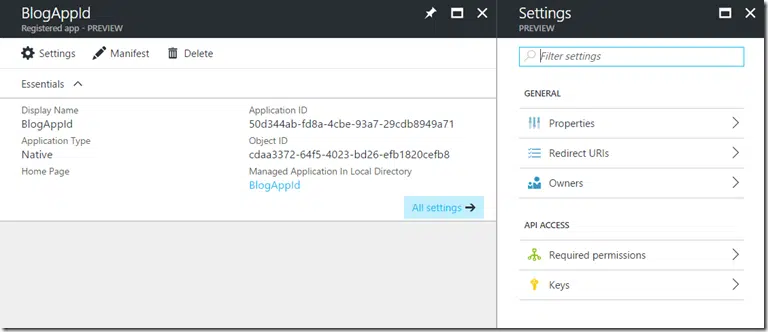 BlogAppId
Registered app - PREVIEW
Settings
Manifest
Delete
Essentials
Display Name
BlogAppId
Application Type
Native
Home Page
Application ID
50d344ab-fd8a-4cbe-93a7-29cdb8949a71
Object ID
cdaa3372-64f5-4023-bd26-efb1820cefb8
Managed Application In Local Directory
BlogAppId
All settings
Settings
PREVIEW
Filter settings
GENERAL
Properties
Redirect URIs
Owners
API ACCESS
Required permissions
Keys